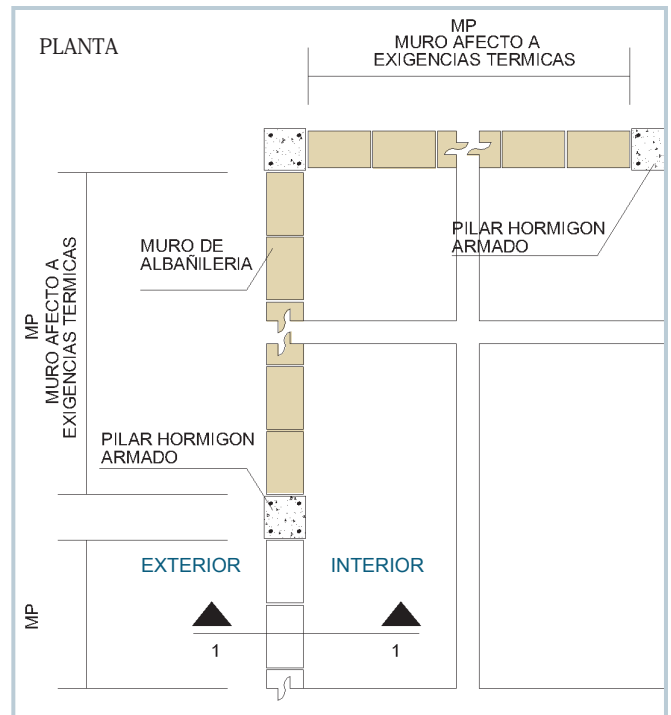 PLANTA
MP
MURO AFECTO A
EXIGENCIAS TERMICAS
PILAR HORMIGON
ARMADO
MURO DE
ALBAÑILERIA
MP
MURO AFECTO A
EXIGENCIAS TERMICAS
PILAR HORMIGON
ARMADO
EXTERIOR
INTERIOR
MP
1
1